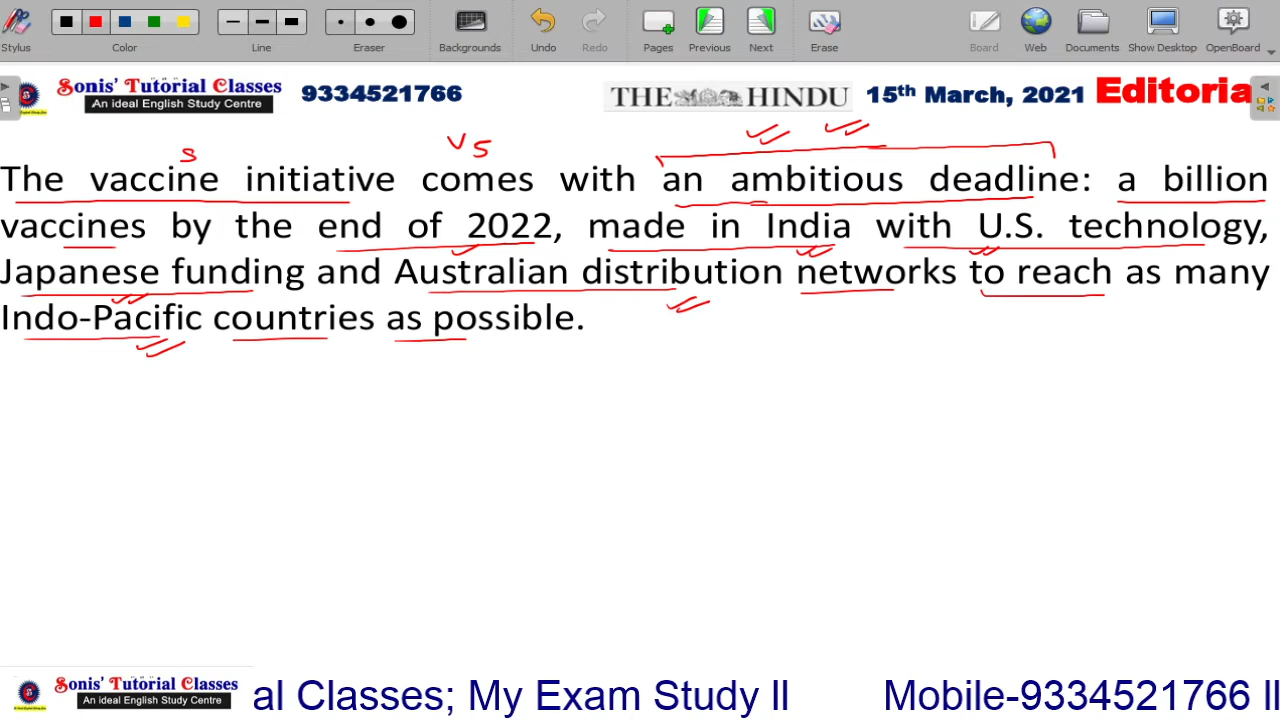 Stylus Color Line Eraser Backgrounds Undo Redo Pages Previous Next Erase Board Web Documents Show Desktop OpenBoard
Sonis' Tutorial Classes
An ideal English Study Centre
9334521766
THE HINDU
15th March, 2021
Editoria
s
V5
The vaccine initiative comes with an ambitious deadline: a billion
vaccines by the end of 2022, made in India with U.S. technology,
Japanese funding and Australian distribution networks to reach as many
Indo-Pacific countries as possible.
Sonis' Tutorial Classes
An ideal English Study Centre
al Classes; My Exam Study ll
Mobile-9334521766 ll